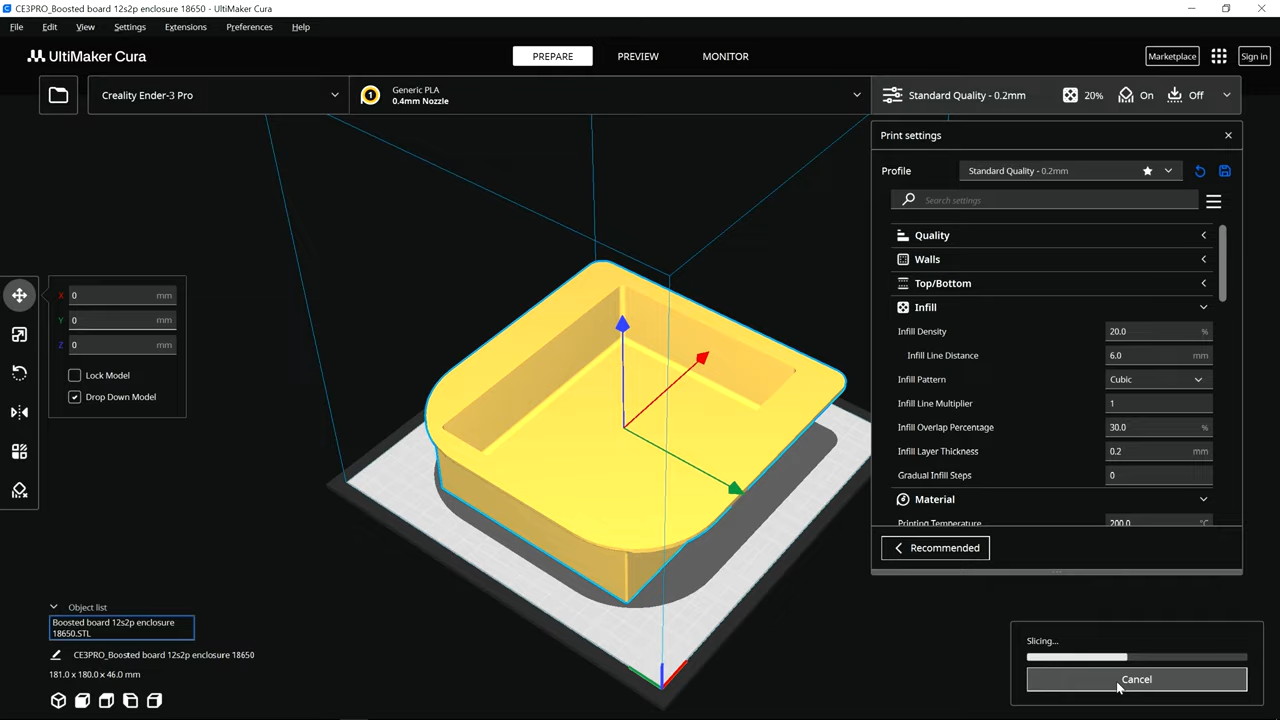 CE3PRO_Boosted board 12s2p enclosure 18650 - UltiMaker Cura
File Edit View Settings Extensions Preferences Help
UltiMaker Cura
PREPARE PREVIEW MONITOR
Marketplace Sign in
Creality Ender-3 Pro
1
Generic PLA
0.4mm Nozzle
Standard Quality - 0.2mm 20% On Off
Print settings
Profile Standard Quality - 0.2mm
Search settings
Quality
Walls
Top/Bottom
Infill
Infill Density 20.0 %
Infill Line Distance 6.0 mm
Infill Pattern Cubic
Infill Line Multiplier 1
Infill Overlap Percentage 30.0 %
Infill Layer Thickness 0.2 mm
Gradual Infill Steps 0
Material
Printing Temperature 200.0 °C
Recommended
X 0 mm
Y 0 mm
Z 0 mm
Lock Model
Drop Down Model
Object list
Boosted board 12s2p enclosure
18650.STL
CE3PRO_Boosted board 12s2p enclosure 18650
181.0 x 180.0 x 46.0 mm
Slicing...
Cancel